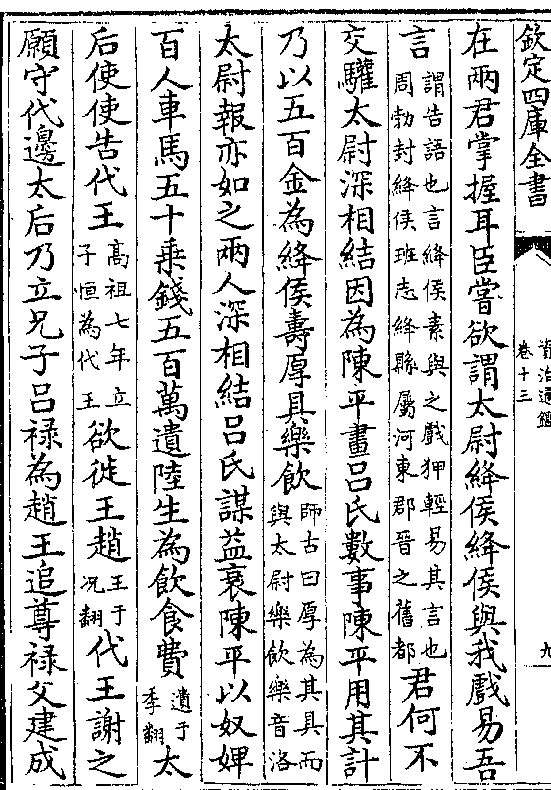 欽定四庫全書
資治通鑑
卷十三
九
在兩君掌握耳臣嘗欲謂太尉絳侯絳侯與我戲易吾
言謂告語也言絳侯素與之戲狎輕易其言也周勃封絳侯班志絳縣屬河東郡晉之舊都君何不
交驩太尉深相結因為陳平畫呂氏數事陳平用其計
乃以五百金為絳侯壽厚具樂飲師古曰厚為其具而與太尉樂飲樂音洛
太尉報亦如之兩人深相結呂氏謀益衰陳平以奴婢
百人車馬五十乘錢五百萬遺陸生為飲食費遺于季翻太
后使使告代王高祖七年立子恒為代王欲徙王趙王于况翻代王謝之
願守代邊太后乃立兄子呂祿為趙王追尊祿父建成